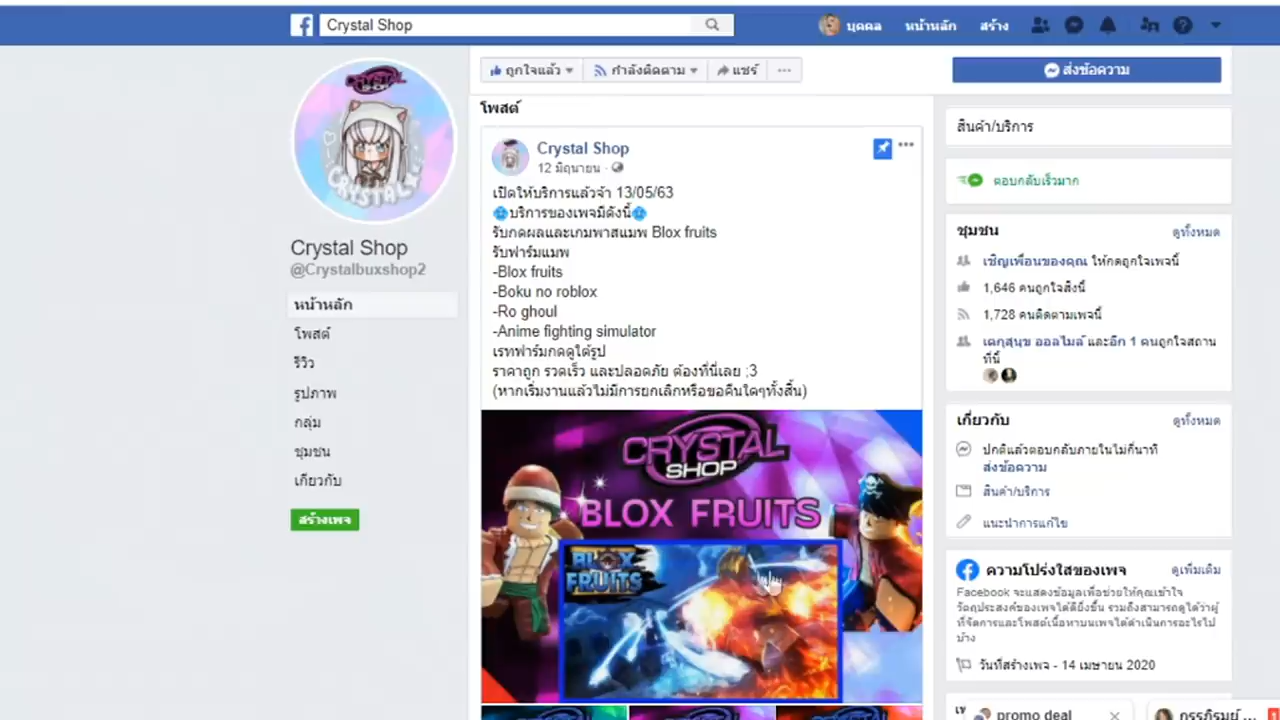 Crystal Shop
บุคคล
หน้าหลัก
สร้าง
CRYSTAL SHOP
CRYSTALX
Crystal Shop
@Crystalbuxshop2
หน้าหลัก
โพสต์
รีวิว
รูปภาพ
กลุ่ม
ชุมชน
เกี่ยวกับ
สร้างเพจ
ถูกใจแล้ว
กำลังติดตาม
แชร์
ส่งข้อความ
โพสต์
Crystal Shop
12 มิถุนายน ·
เปิดให้บริการแล้วจ้า 13/05/63
บริการของเพจมีดังนี้
รับกดผลและเกมพาสแมพ Blox fruits
รับฟาร์มแมพ
-Blox fruits
-Boku no roblox
-Ro ghoul
-Anime fighting simulator
เรทฟาร์มกดดูใต้รูป
ราคาถูก รวดเร็ว และปลอดภัย ต้องที่นี่เลย ;3
(หากเริ่มงานแล้วไม่มีการยกเลิกหรือขอคืนใดๆทั้งสิ้น)
CRYSTAL
SHOP
BLOX FRUITS
BLOX
FRUITS
สินค้า/บริการ
ตอบกลับเร็วมาก
ชุมชน
ดูทั้งหมด
เชิญเพื่อนของคุณ ให้กดถูกใจเพจนี้
1,646 คนถูกใจสิ่งนี้
1,728 คนติดตามเพจนี้
เตกุสนุข ออลไมล์ และอีก 1 คนถูกใจสถาน
ที่นี้
เกี่ยวกับ
ดูทั้งหมด
ปกติแล้วตอบกลับภายในไม่กี่นาที
ส่งข้อความ
สินค้า/บริการ
แนะนำการแก้ไข
ความโปร่งใสของเพจ
ดูเพิ่มเติม
Facebook จะแสดงข้อมูลเพื่อช่วยให้คุณเข้าใจ
วัตถุประสงค์ของเพจได้ดียิ่งขึ้น รวมถึงสามารถดูได้ว่าผู้
ที่จัดการและโพสต์เนื้อหาบนเพจได้ดำเนินการอะไรไป
บ้าง
วันที่สร้างเพจ - 14 เมษายน 2020
promo deal
กรรภิรมย์ ...